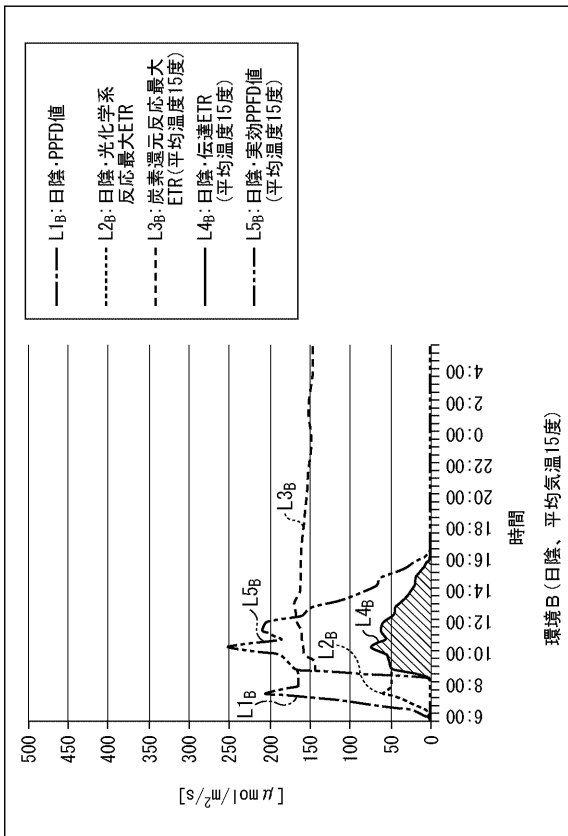 L1B: 日陰・PPFD値
L2B: 日陰・光化学系
反応最大ETR
L3B: 炭素還元反応最大
ETR(平均温度15度)
L4B: 日陰・伝達ETR
(平均温度15度)
L5B: 日陰・実効PPFD値
(平均温度15度)
[μmol/m²/s]
500
450
400
350
300
250
200
150
100
50
0
L1B
L2B
L5B
L4B
L3B
6:00
8:00
10:00
12:00
14:00
16:00
18:00
20:00
22:00
0:00
2:00
4:00
時間
環境B(日陰、平均気温15度)